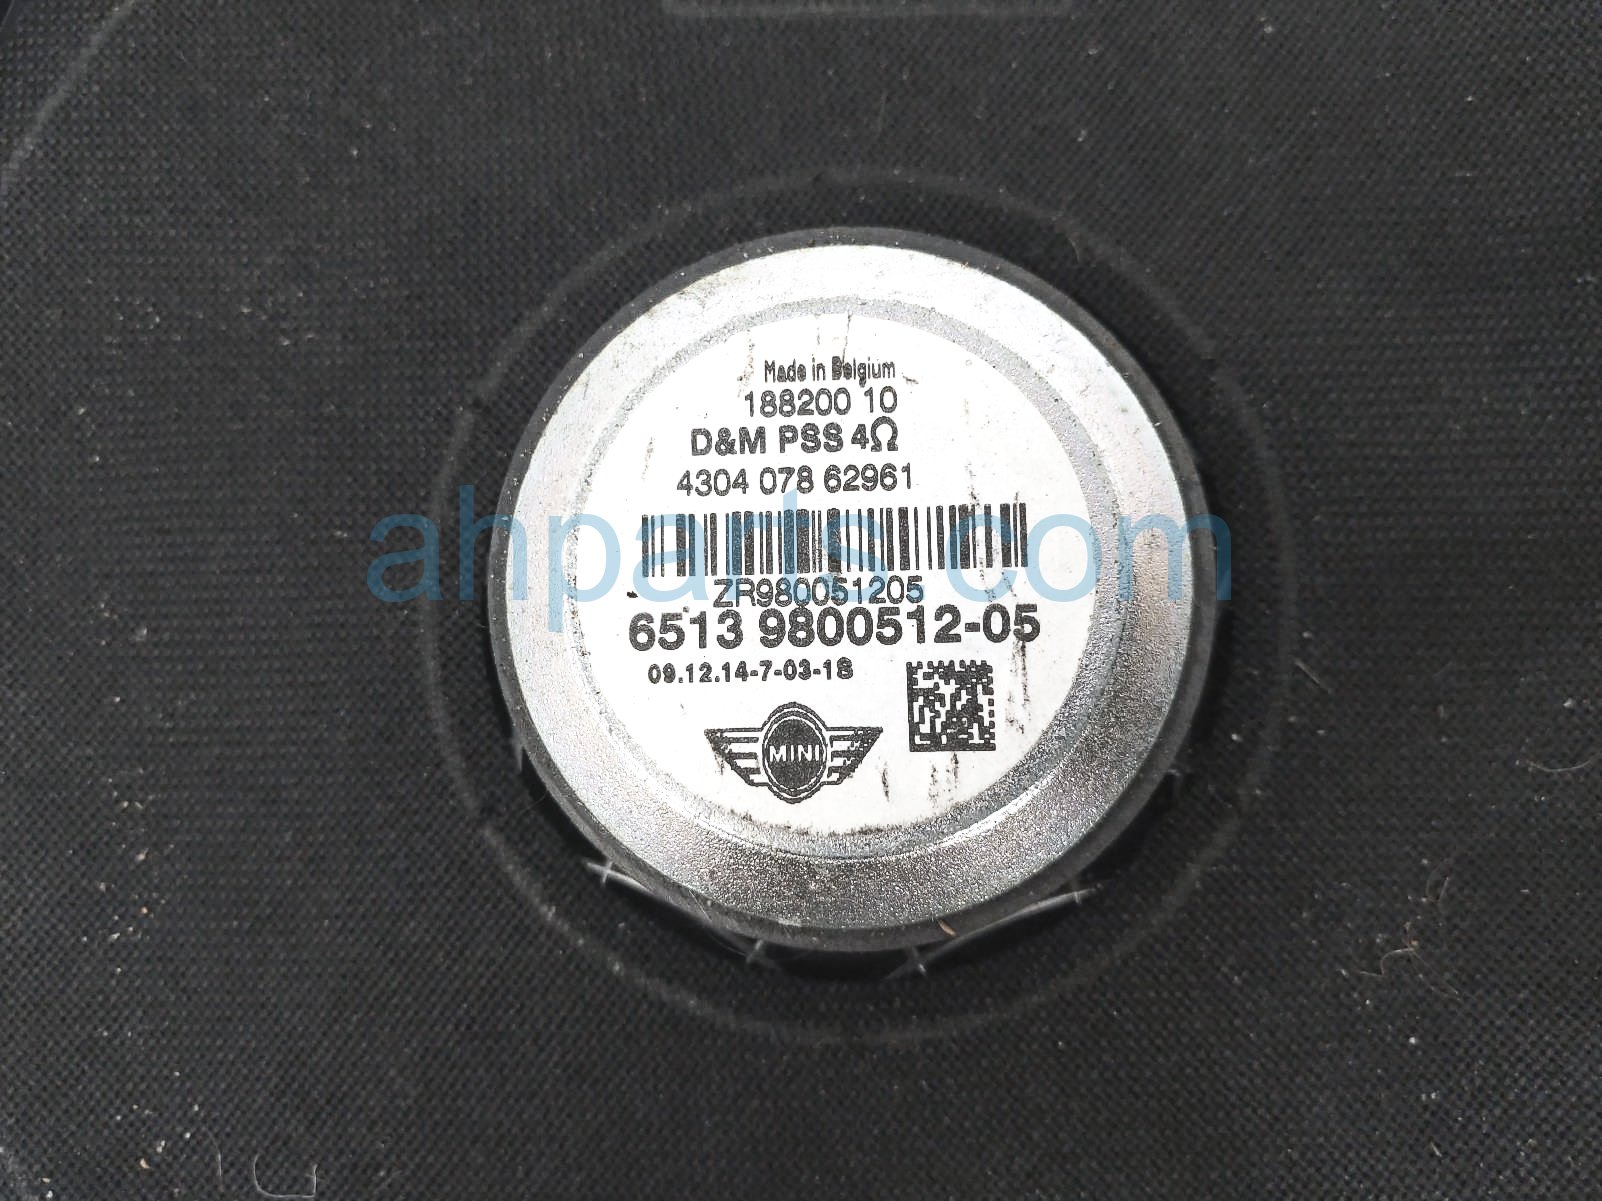 Made in Belgium
188200 10
D&M PSS 4Ω
4304 078 62961
ahparts.com
ZR980051205
6513 9800512-05
09.12.14-7-03-18
MINI